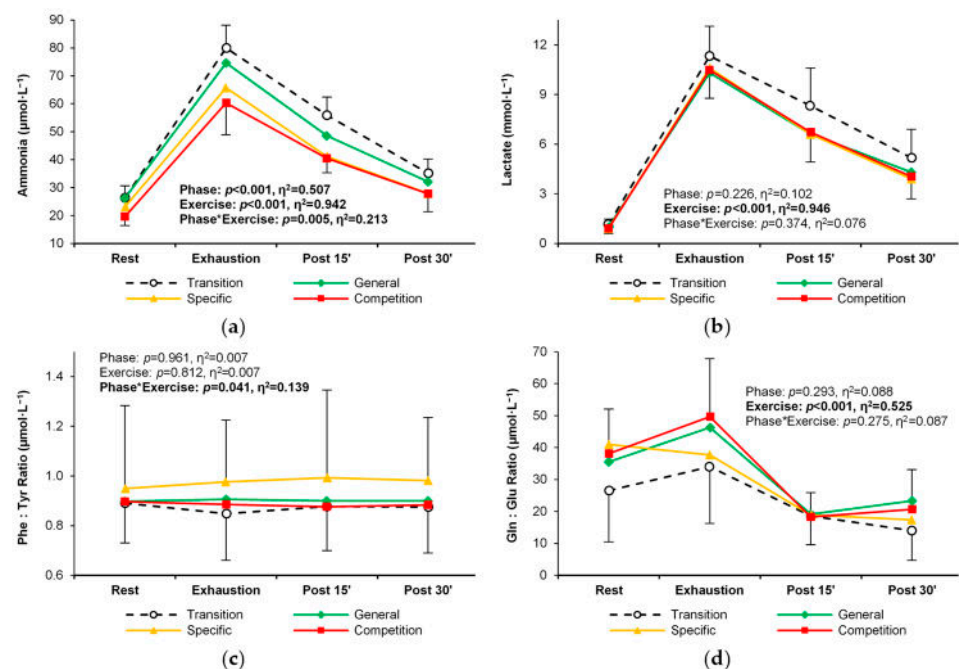 90
80
70
60
50
40
30
20
10
Ammonia (µmol·L⁻¹)
Phase: p<0.001, η²=0.507
Exercise: p<0.001, η²=0.942
Phase*Exercise: p=0.005, η²=0.213
Rest Exhaustion Post 15' Post 30'
Transition General
Specific Competition
(a)
12
9
6
3
0
Lactate (mmol·L⁻¹)
Phase: p=0.226, η²=0.102
Exercise: p<0.001, η²=0.946
Phase*Exercise: p=0.374, η²=0.076
Rest Exhaustion Post 15' Post 30'
Transition General
Specific Competition
(b)
Phase: p=0.961, η²=0.007
Exercise: p=0.812, η²=0.007
Phase*Exercise: p=0.041, η²=0.139
1.4
1.2
1.0
0.8
0.6
Phe : Tyr Ratio (µmol·L⁻¹)
Rest Exhaustion Post 15' Post 30'
Transition General
Specific Competition
(c)
70
60
50
40
30
20
10
0
Gln : Glu Ratio (µmol·L⁻¹)
Phase: p=0.293, η²=0.088
Exercise: p<0.001, η²=0.525
Phase*Exercise: p=0.275, η²=0.087
Rest Exhaustion Post 15' Post 30'
Transition General
Specific Competition
(d)